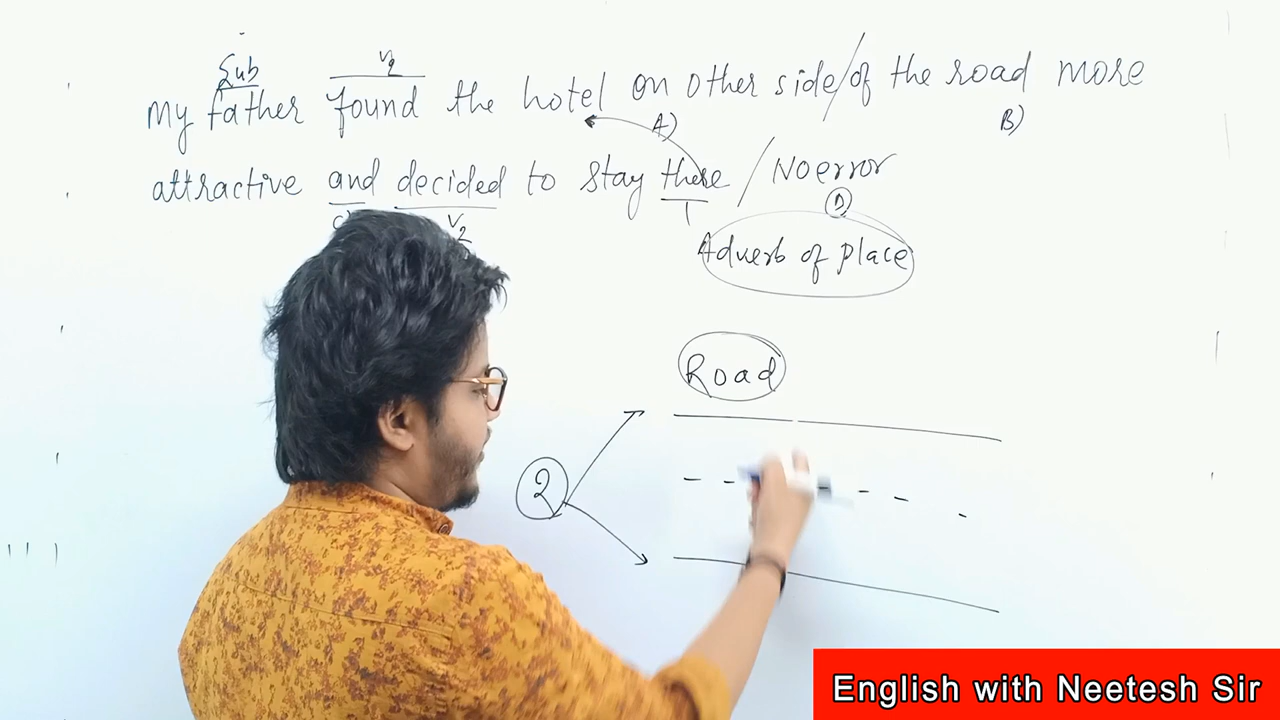 Sub V2
My father found the hotel on other side/of the road more
A) B)
attractive and decided to stay there / No error
D
V2
Adverb of place
Road
2
English with Neetesh Sir